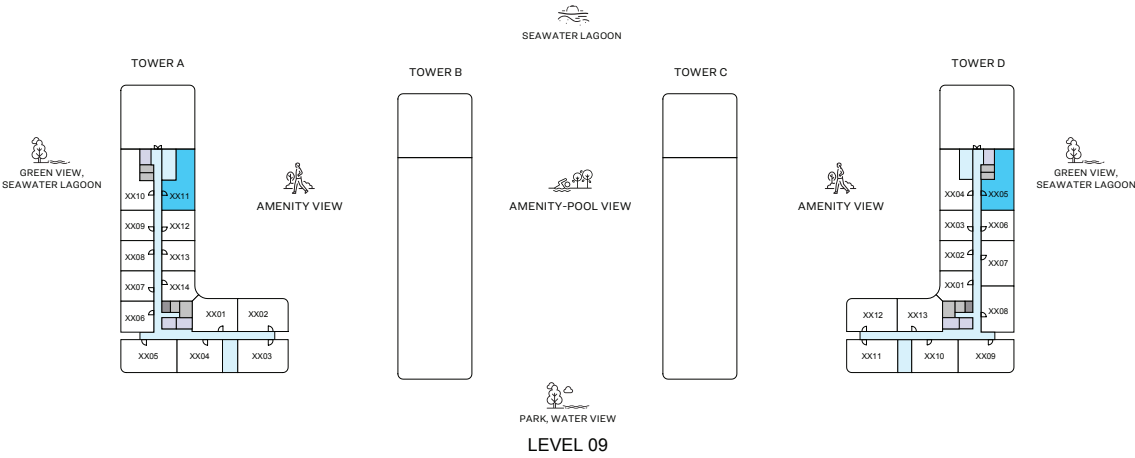 SEAWATER LAGOON
TOWER A
TOWER B
TOWER C
TOWER D
GREEN VIEW,
SEAWATER LAGOON
AMENITY VIEW
AMENITY-POOL VIEW
AMENITY VIEW
GREEN VIEW,
SEAWATER LAGOON
XX10
XX11
XX09
XX12
XX08
XX13
XX07
XX14
XX06
XX01
XX02
XX05
XX04
XX03
XX04
XX05
XX03
XX06
XX02
XX07
XX01
XX08
XX12
XX13
XX11
XX10
XX09
PARK, WATER VIEW
LEVEL 09